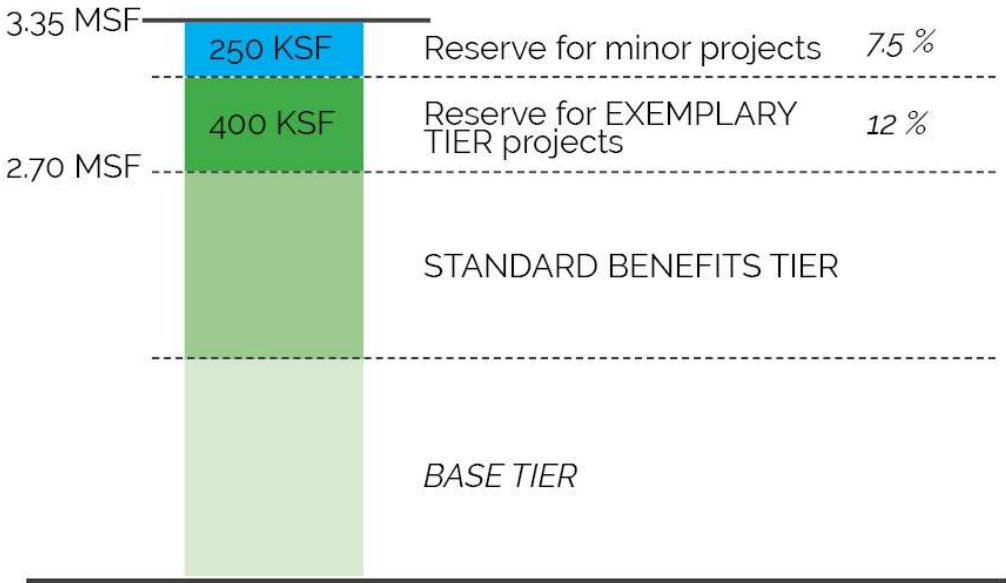 3.35 MSF
250 KSF Reserve for minor projects 7.5 %
400 KSF Reserve for EXEMPLARY TIER projects 12 %
2.70 MSF
STANDARD BENEFITS TIER
BASE TIER